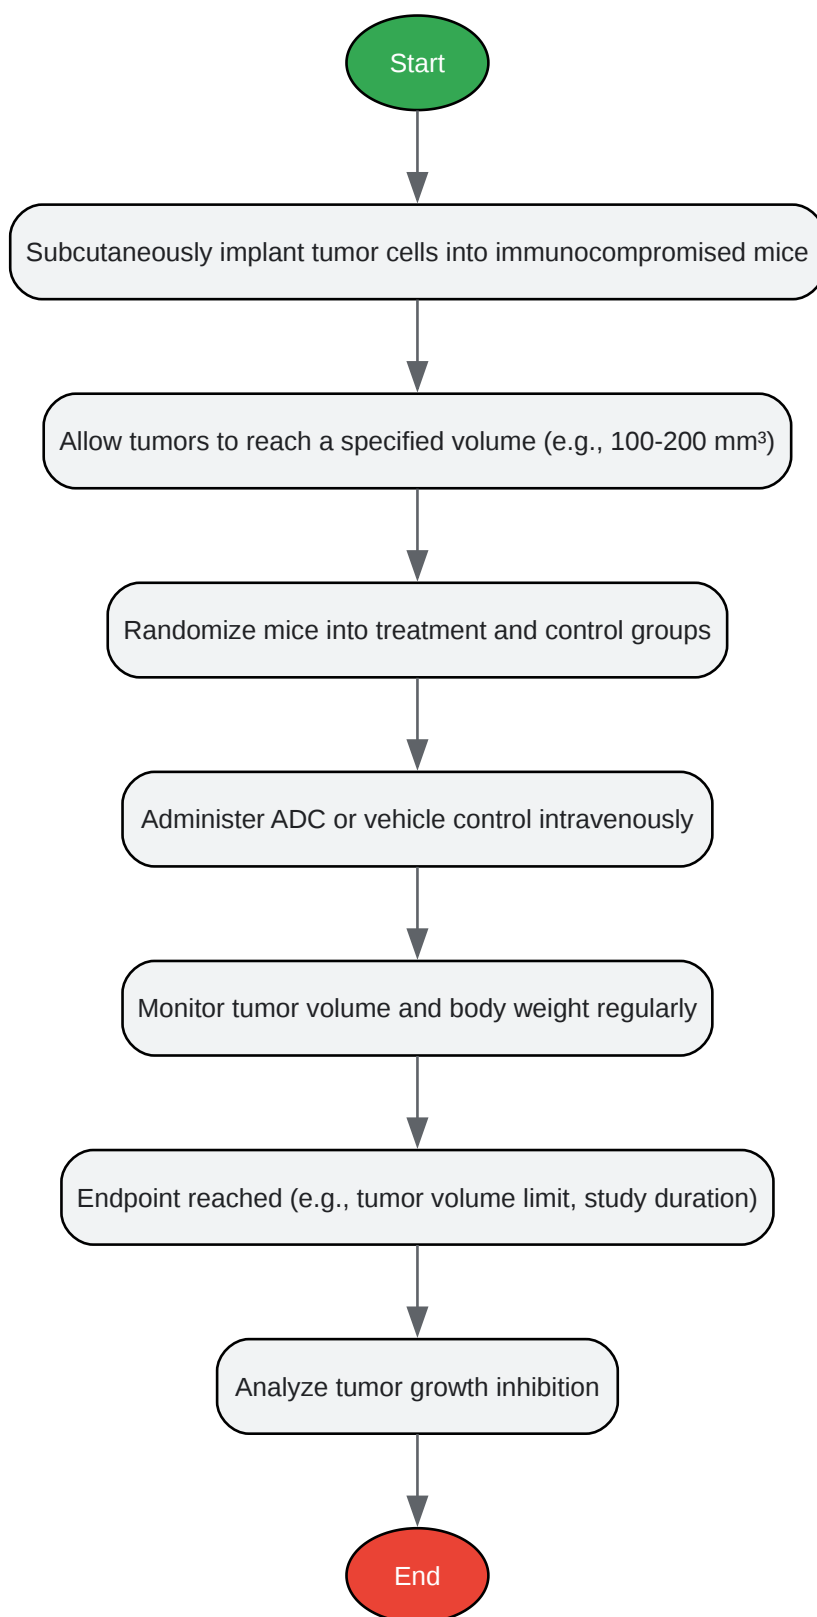 Start
Subcutaneously implant tumor cells into immunocompromised mice
Allow tumors to reach a specified volume (e.g., 100-200 mm³)
Randomize mice into treatment and control groups
Administer ADC or vehicle control intravenously
Monitor tumor volume and body weight regularly
Endpoint reached (e.g., tumor volume limit, study duration)
Analyze tumor growth inhibition
End